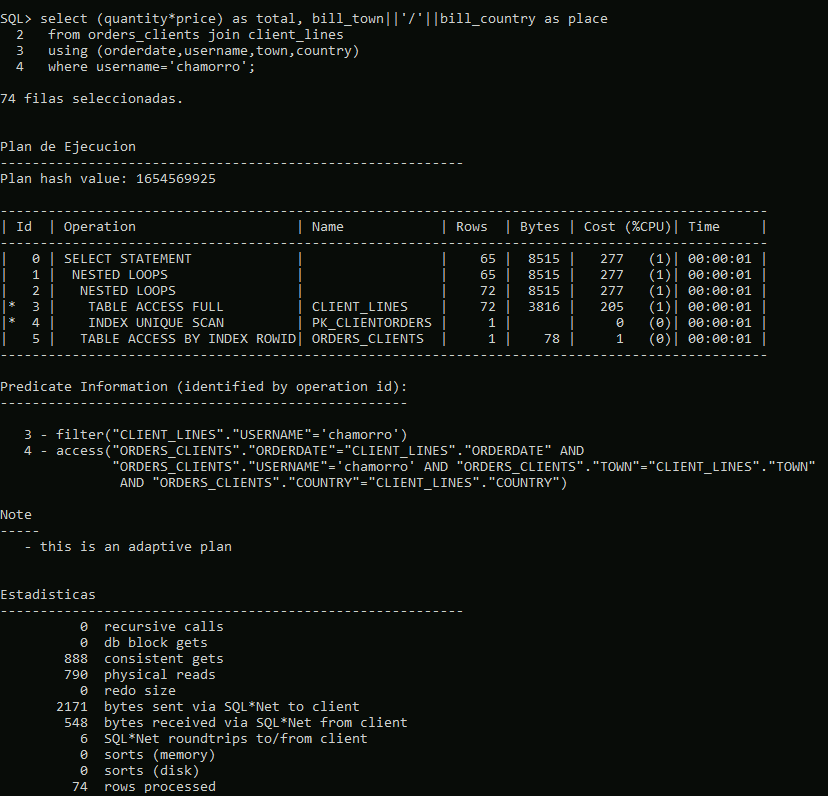 SQL> select (quantity*price) as total, bill_town||'/'||bill_country as place
  2   from orders_clients join client_lines
  3   using (orderdate,username,town,country)
  4   where username='chamorro';

74 filas seleccionadas.


Plan de Ejecucion
----------------------------------------------------------
Plan hash value: 1654569925

------------------------------------------------------------------------------------------------
| Id  | Operation                    | Name            | Rows  | Bytes | Cost (%CPU)| Time     |
------------------------------------------------------------------------------------------------
|   0 | SELECT STATEMENT             |                 |    65 |  8515 |   277   (1)| 00:00:01 |
|   1 |  NESTED LOOPS                |                 |    65 |  8515 |   277   (1)| 00:00:01 |
|   2 |   NESTED LOOPS               |                 |    72 |  8515 |   277   (1)| 00:00:01 |
|*  3 |    TABLE ACCESS FULL         | CLIENT_LINES    |    72 |  3816 |   205   (1)| 00:00:01 |
|*  4 |    INDEX UNIQUE SCAN         | PK_CLIENTORDERS |     1 |       |     0   (0)| 00:00:01 |
|   5 |   TABLE ACCESS BY INDEX ROWID| ORDERS_CLIENTS  |     1 |    78 |     1   (0)| 00:00:01 |
------------------------------------------------------------------------------------------------

Predicate Information (identified by operation id):
---------------------------------------------------

   3 - filter("CLIENT_LINES"."USERNAME"='chamorro')
   4 - access("ORDERS_CLIENTS"."ORDERDATE"="CLIENT_LINES"."ORDERDATE" AND
              "ORDERS_CLIENTS"."USERNAME"='chamorro' AND "ORDERS_CLIENTS"."TOWN"="CLIENT_LINES"."TOWN"
               AND "ORDERS_CLIENTS"."COUNTRY"="CLIENT_LINES"."COUNTRY")

Note
-----
   - this is an adaptive plan


Estadisticas
----------------------------------------------------------
          0  recursive calls
          0  db block gets
        888  consistent gets
        790  physical reads
          0  redo size
       2171  bytes sent via SQL*Net to client
        548  bytes received via SQL*Net from client
          6  SQL*Net roundtrips to/from client
          0  sorts (memory)
          0  sorts (disk)
         74  rows processed